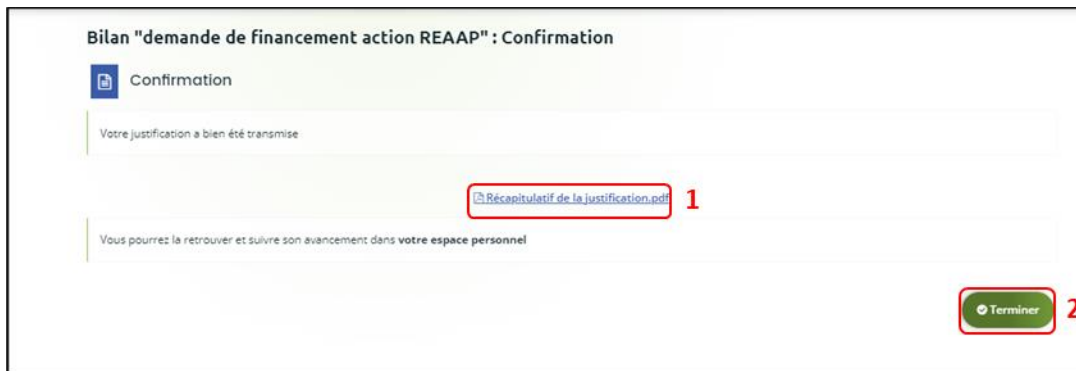 Bilan "demande de financement action REAAP" : Confirmation
Confirmation
Votre justification a bien été transmise
Récapitulatif de la justification.pdf 1
Vous pourrez la retrouver et suivre son avancement dans votre espace personnel
Terminer 2